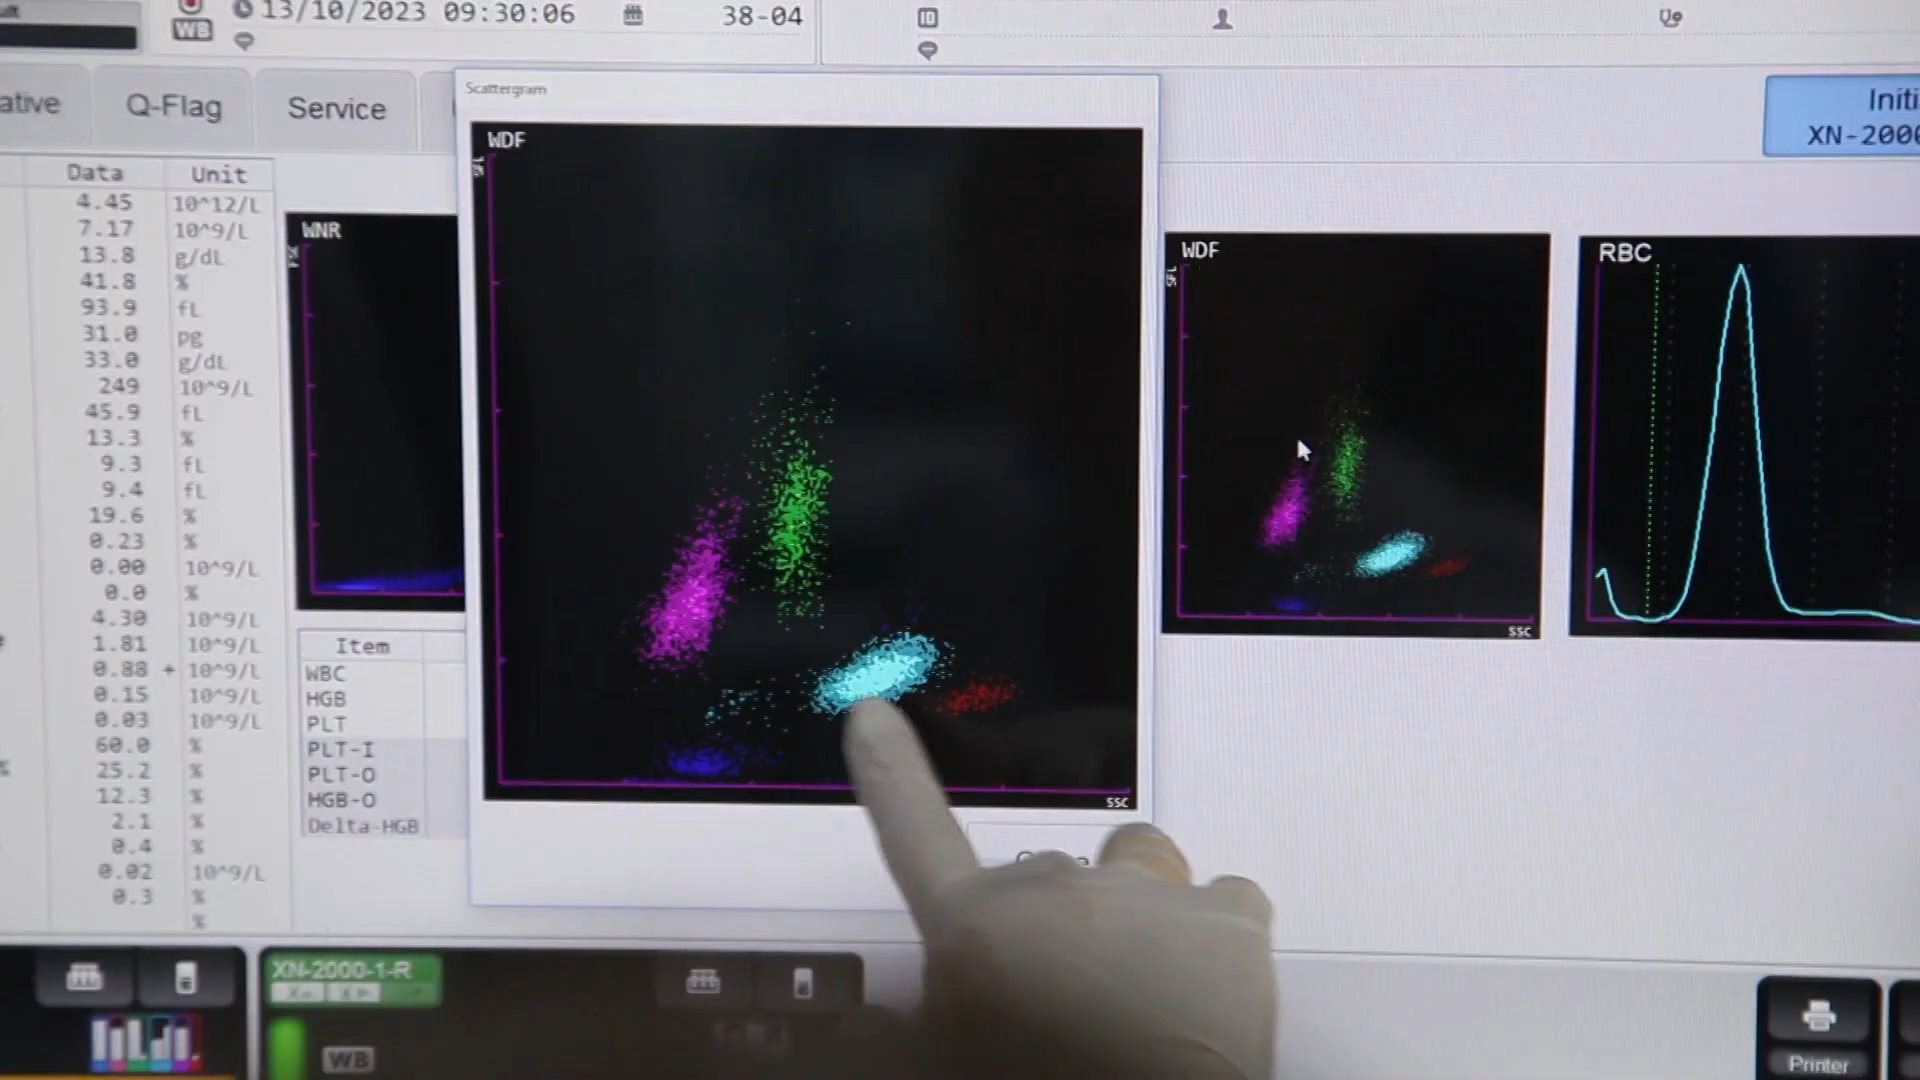 13/10/2023 09:30:06
38-04
WB
ID
ative
Q-Flag
Service
Initi
XN-2000
Scattergram
Data Unit
4.45 10^12/L
7.17 10^9/L
13.8 g/dL
41.8 %
93.9 fL
31.0 pg
33.0 g/dL
249 10^9/L
45.9 fL
13.3 %
9.3 fL
9.4 fL
19.6 %
0.23 %
0.00 10^9/L
0.0 %
4.30 10^9/L
1.81 10^9/L
0.88 + 10^9/L
0.15 10^9/L
0.03 10^9/L
60.0 %
25.2 %
12.3 %
2.1 %
0.4 %
0.02 10^9/L
0.3 %
%
WNR
Item
WBC
HGB
PLT
PLT-I
PLT-O
HGB-O
Delta-HGB
WDF
SSC
WDF
SSC
RBC
XN-2000-1-R
WB
Printer